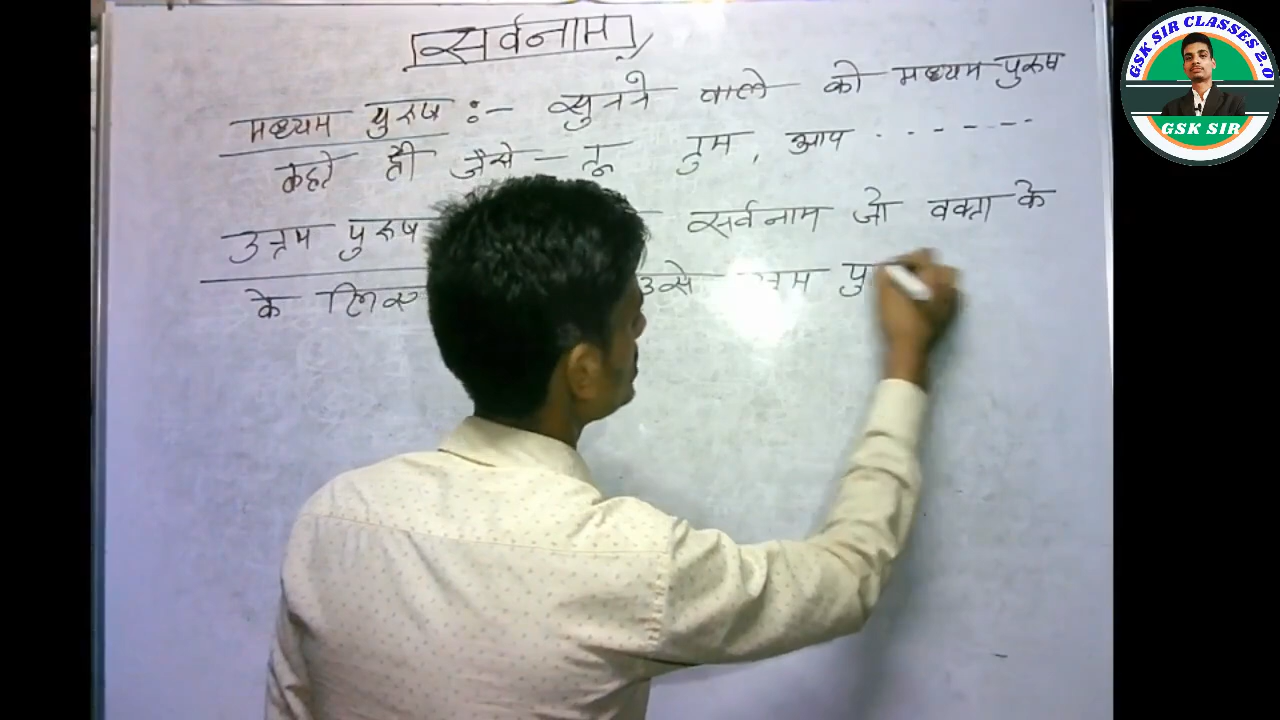 सर्वनाम
मध्यम पुरुष :- सुनने वाले को मध्यम पुरुष
कहते हैं जैसे - तू तुम, आप . . - - - -
उत्तम पुरुष सर्वनाम जो वक्ता के
के लिए उसे पु
GSK SIR CLASSES 2.0
GSK SIR